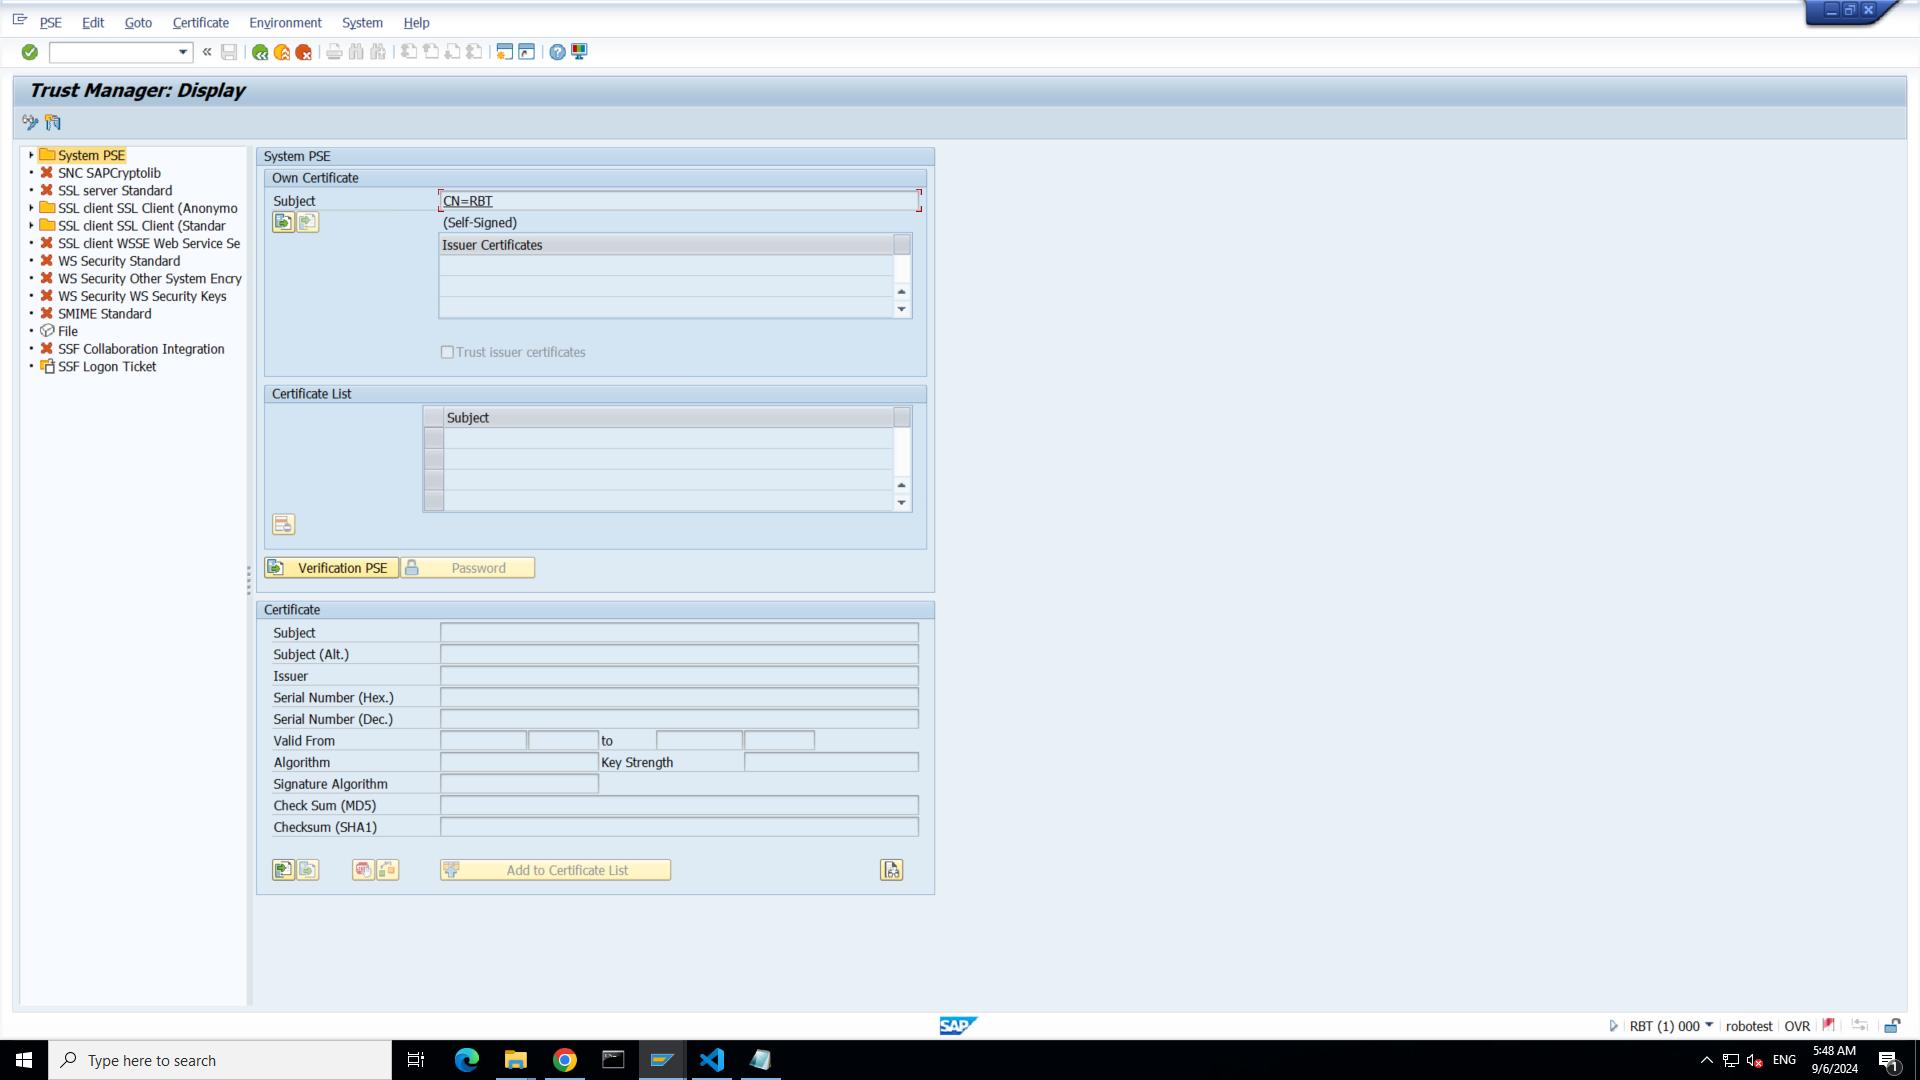 PSE Edit Goto Certificate Environment System Help
Trust Manager: Display
System PSE
SNC SAPCryptolib
SSL server Standard
SSL client SSL Client (Anonymo
SSL client SSL Client (Standar
SSL client WSSE Web Service Se
WS Security Standard
WS Security Other System Encry
WS Security WS Security Keys
SMIME Standard
File
SSF Collaboration Integration
SSF Logon Ticket
System PSE
Own Certificate
Subject CN=RBT
(Self-Signed)
Issuer Certificates
Trust issuer certificates
Certificate List
Subject
Verification PSE Password
Certificate
Subject
Subject (Alt.)
Issuer
Serial Number (Hex.)
Serial Number (Dec.)
Valid From to
Algorithm Key Strength
Signature Algorithm
Check Sum (MD5)
Checksum (SHA1)
Add to Certificate List
SAP
RBT (1) 000 robotest OVR
Type here to search
ENG
5:48 AM
9/6/2024
1